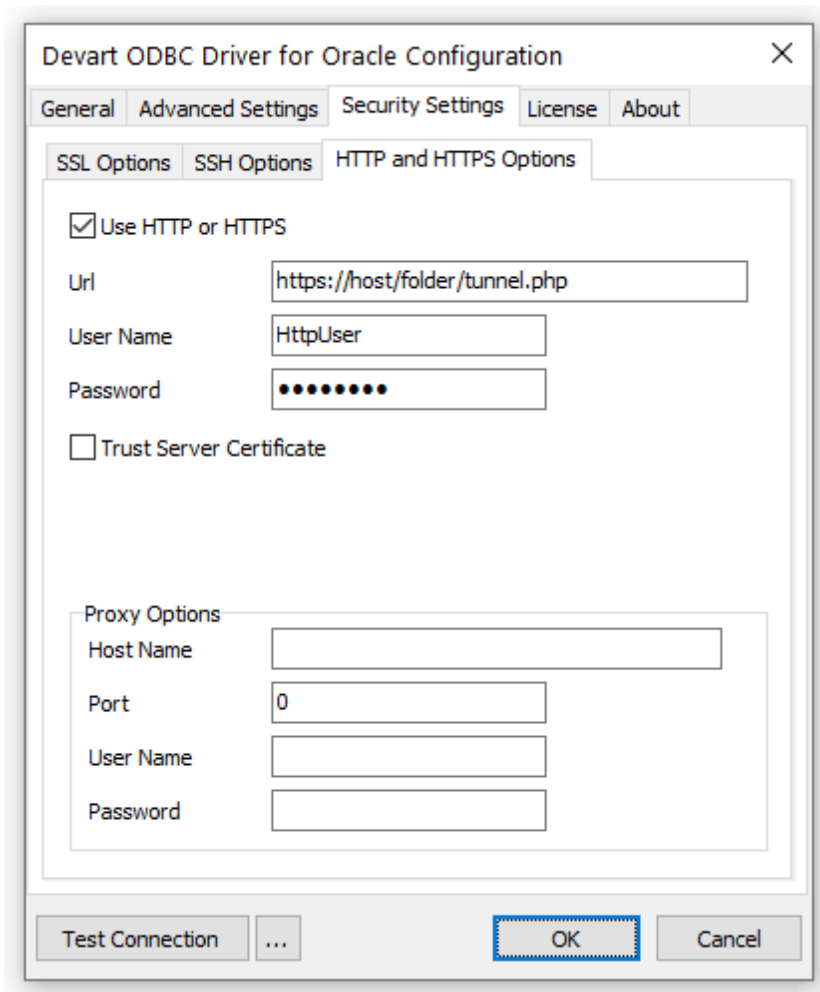 Devart ODBC Driver for Oracle Configuration
General Advanced Settings Security Settings License About
SSL Options SSH Options HTTP and HTTPS Options
Use HTTP or HTTPS
Url https://host/folder/tunnel.php
User Name HttpUser
Password ●●●●●●●●
Trust Server Certificate
Proxy Options
Host Name
Port 0
User Name
Password
Test Connection ... OK Cancel